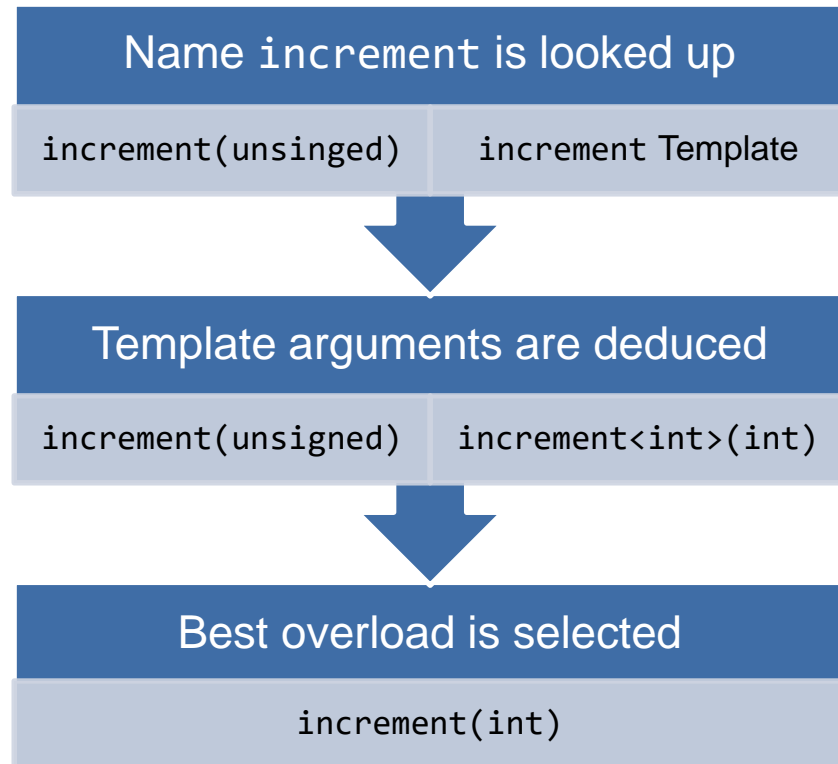 Name increment is looked up
increment(unsinged) increment Template
Template arguments are deduced
increment(unsigned) increment<int>(int)
Best overload is selected
increment(int)